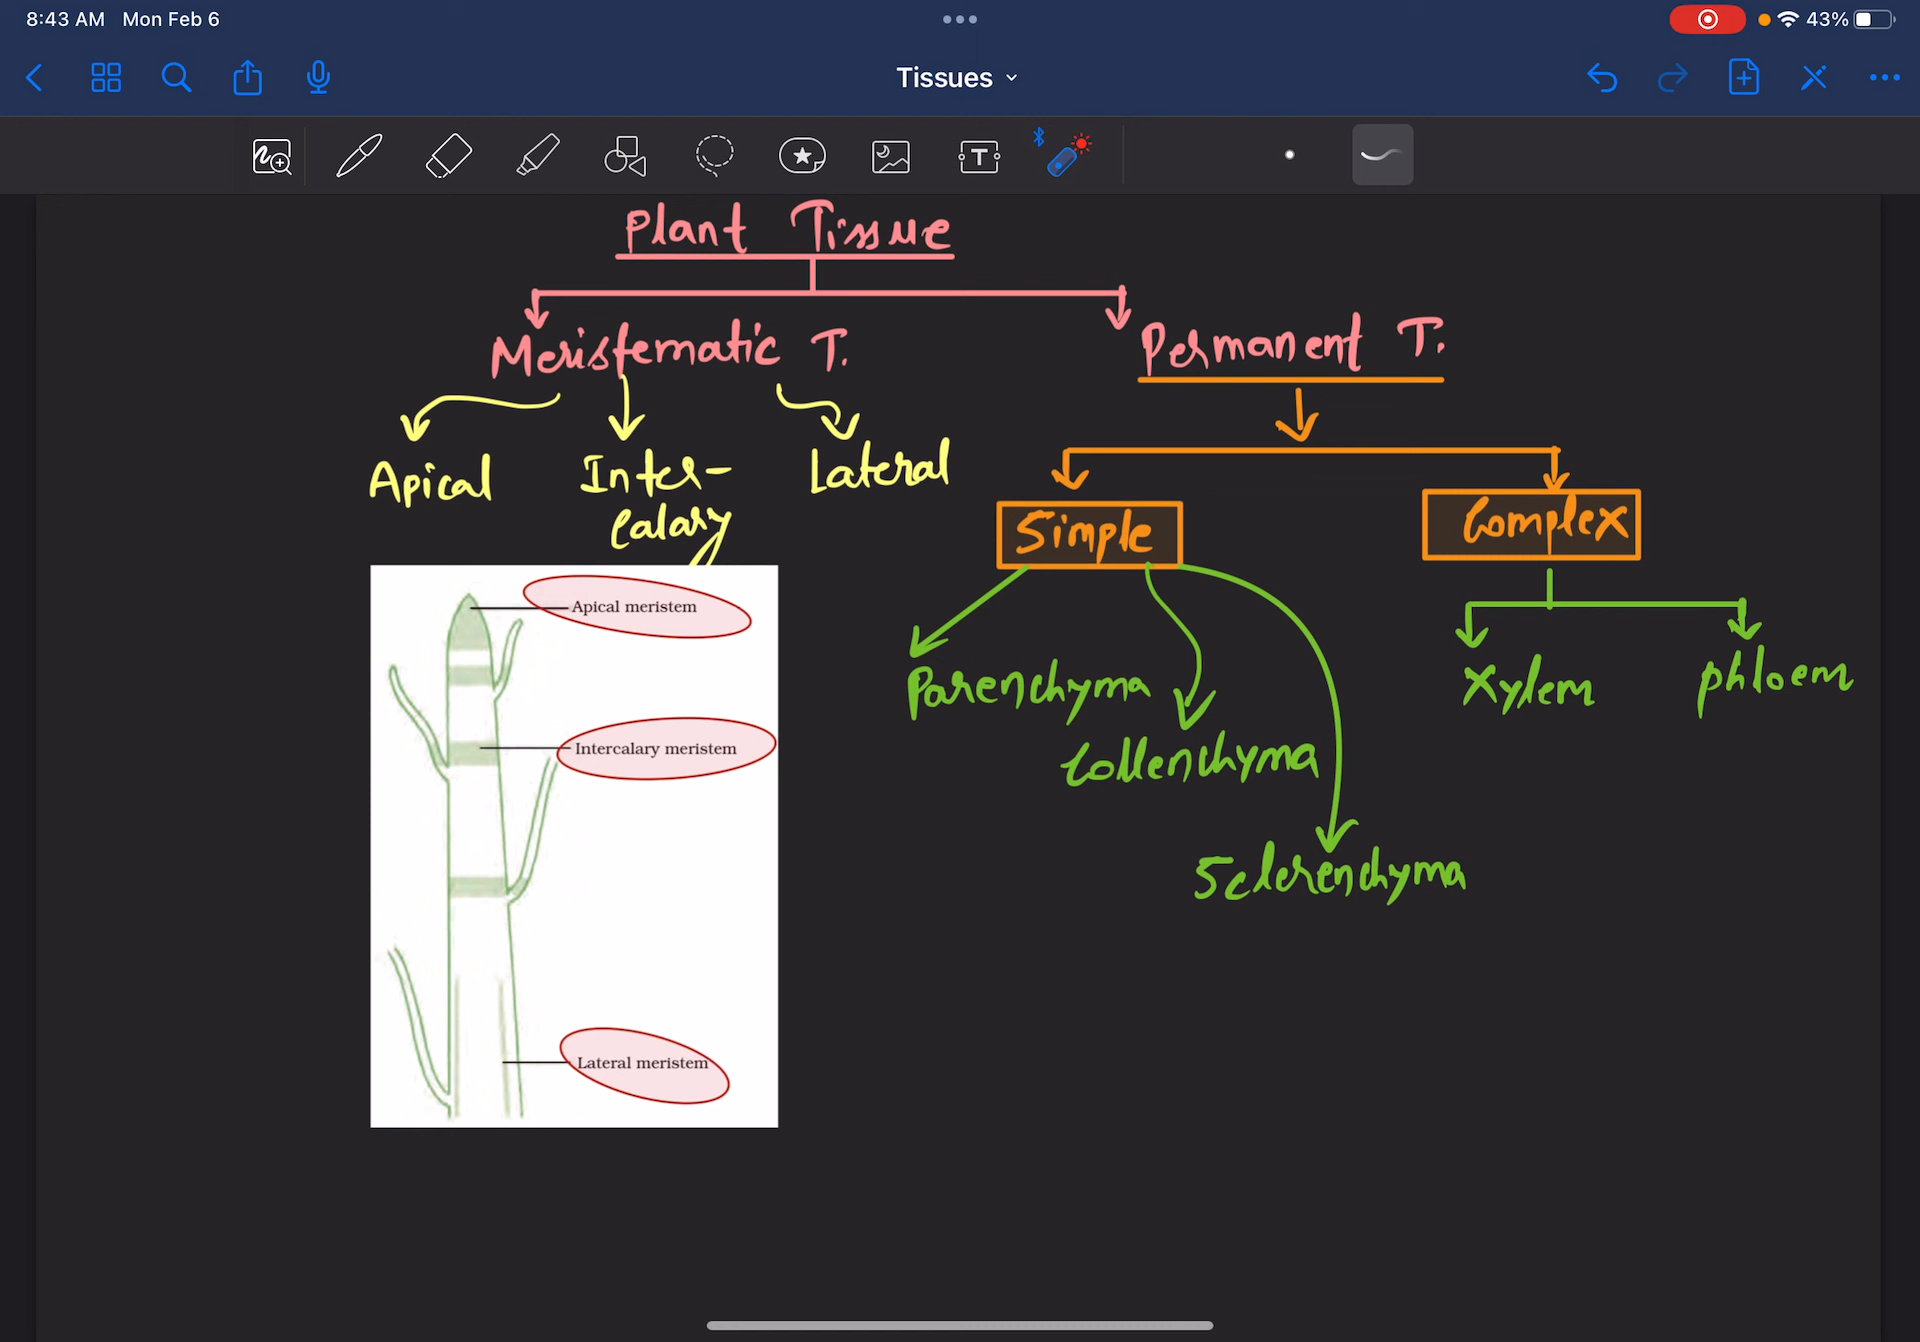 8:43 AM Mon Feb 6
43%
Tissues
T
Plant Tissue
Meristematic T.
Permanent T.
Apical
Inter-
calary
Lateral
Simple
Complex
Parenchyma
Collenchyma
Sclerenchyma
Xylem
phloem
Apical meristem
Intercalary meristem
Lateral meristem